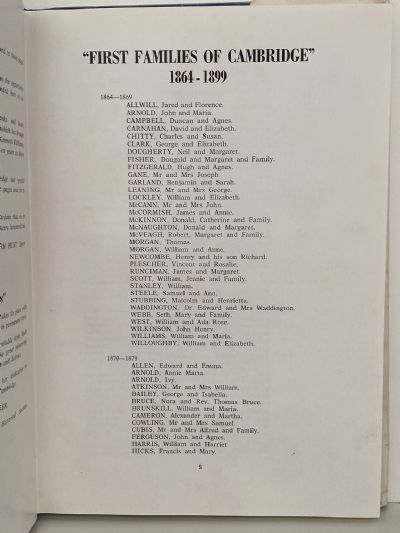 "FIRST FAMILIES OF CAMBRIDGE"
1864 - 1899
1864—1869
ALLWILL, Jared and Florence.
ARNOLD, John and Maria.
CAMPBELL, Duncan and Agnes.
CARNAHAN, David and Elizabeth.
CHITTY, Charles and Susan.
CLARK, George and Elizabeth.
DOUGHERTY, Neil and Margaret.
FISHER, Dougald and Margaret and Family.
FITZGERALD, Hugh and Agnes.
GANE, Mr and Mrs Joseph.
GARLAND, Benjamin and Sarah.
LEANING, Mr and Mrs George.
LOCKLEY, William and Elizabeth.
McCANN, Mr and Mrs John.
McCORMISH, James and Annie.
McKINNON, Donald, Catherine and Family.
McNAUGHTON, Donald and Margaret.
McVEAGH, Robert, Margaret and Family.
MORGAN, Thomas.
MORGAN, William and Anne.
NEWCOMBE, Henry and his son Richard.
PLESCHER, Vincent and Rosalie.
RUNCIMAN, James and Margaret.
SCOTT, William, Jeanie and Family.
STANLEY, William.
STEELE, Samuel and Ann.
STUBBING, Malcolm and Henrietta.
WADDINGTON, Dr. Edward and Mrs Waddington.
WEBB, Seth, Mary and Family.
WEST, William and Ada Rose.
WILKINSON, John Henry.
WILLIAMS, William and Maria.
WILLOUGHBY, William and Elizabeth.
1870—1879
ALLEN, Edward and Emma.
ARNOLD, Annie Maria.
ARNOLD, Ivy.
ATKINSON, Mr and Mrs William.
BAILEY, George and Isabella.
BRUCE, Nora and Rev. Thomas Bruce.
BRUNSKILL, William and Maria.
CAMERON, Alexander and Martha.
COWLING, Mr and Mrs Samuel.
CUBIS, Mr and Mrs Alfred and Family.
FERGUSON, John and Agnes.
HARRIS, William and Harriet
HICKS, Francis and Mary.
5